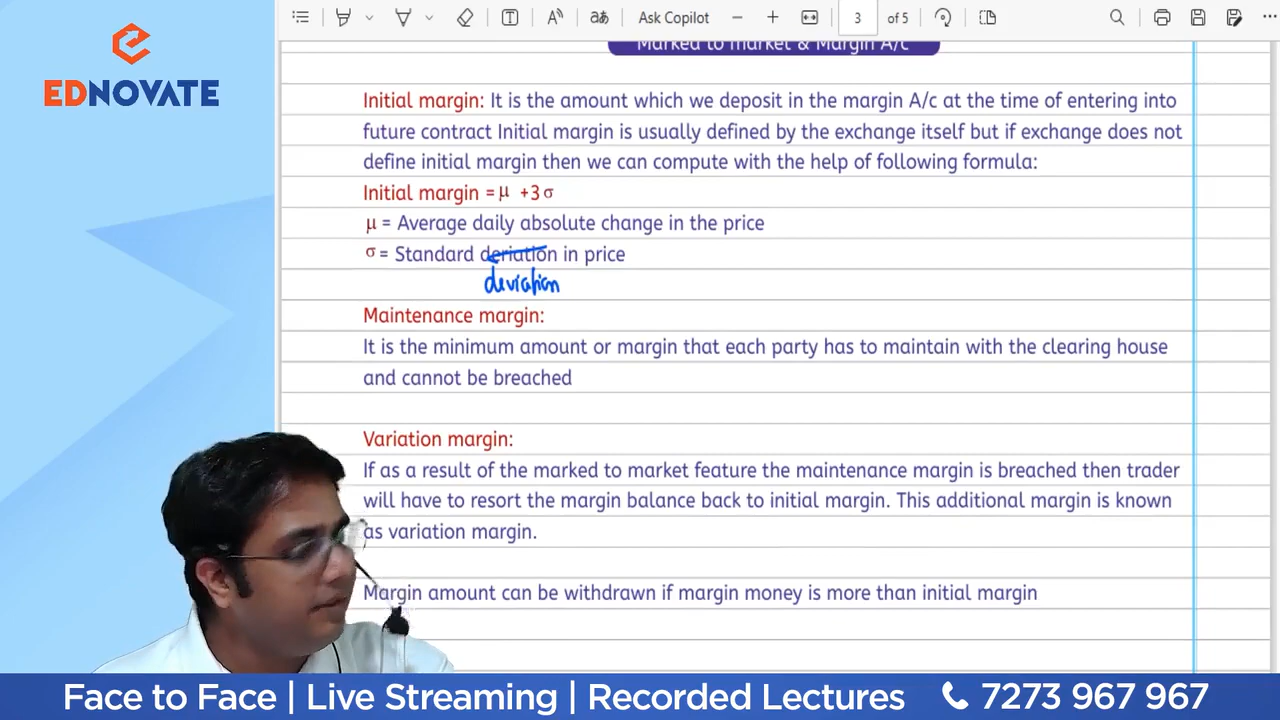 Ask Copilot
3
of 5
EDNOVATE
Marked to market & Margin A/c
Initial margin: It is the amount which we deposit in the margin A/c at the time of entering into
future contract Initial margin is usually defined by the exchange itself but if exchange does not
define initial margin then we can compute with the help of following formula:
Initial margin = μ +3 σ
μ = Average daily absolute change in the price
σ = Standard deriation in price
deviation
Maintenance margin:
It is the minimum amount or margin that each party has to maintain with the clearing house
and cannot be breached
Variation margin:
If as a result of the marked to market feature the maintenance margin is breached then trader
will have to resort the margin balance back to initial margin. This additional margin is known
as variation margin.
Margin amount can be withdrawn if margin money is more than initial margin
Face to Face | Live Streaming | Recorded Lectures 7273 967 967